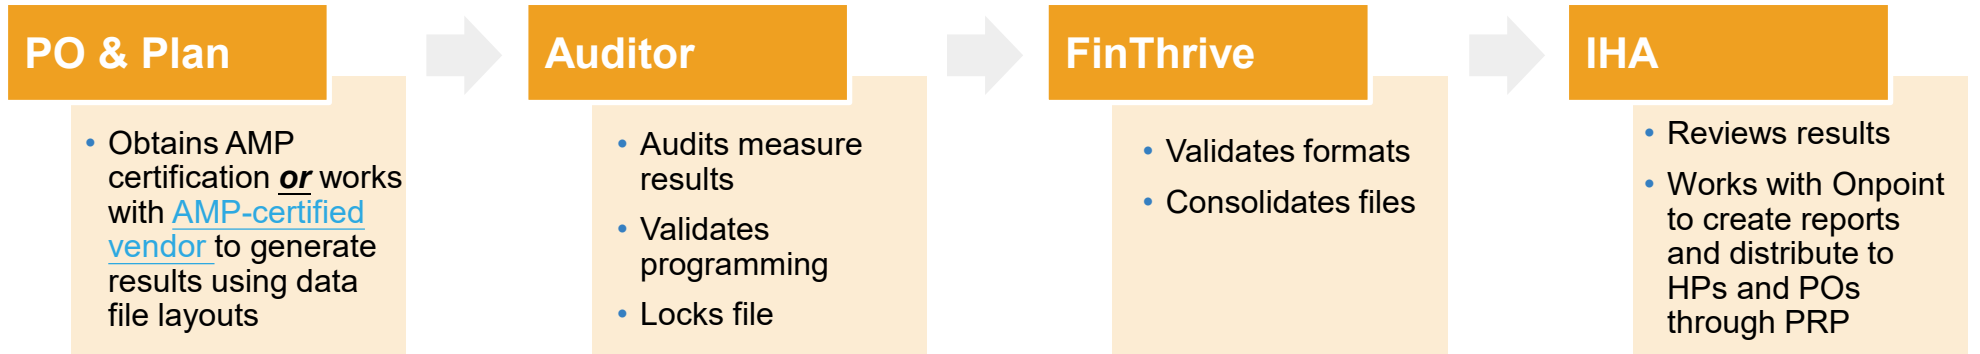 PO & Plan
• Obtains AMP
certification or works
with AMP-certified
vendor to generate
results using data
file layouts
Auditor
• Audits measure
results
• Validates
programming
• Locks file
FinThrive
• Validates formats
• Consolidates files
IHA
• Reviews results
• Works with Onpoint
to create reports
and distribute to
HPs and POs
through PRP